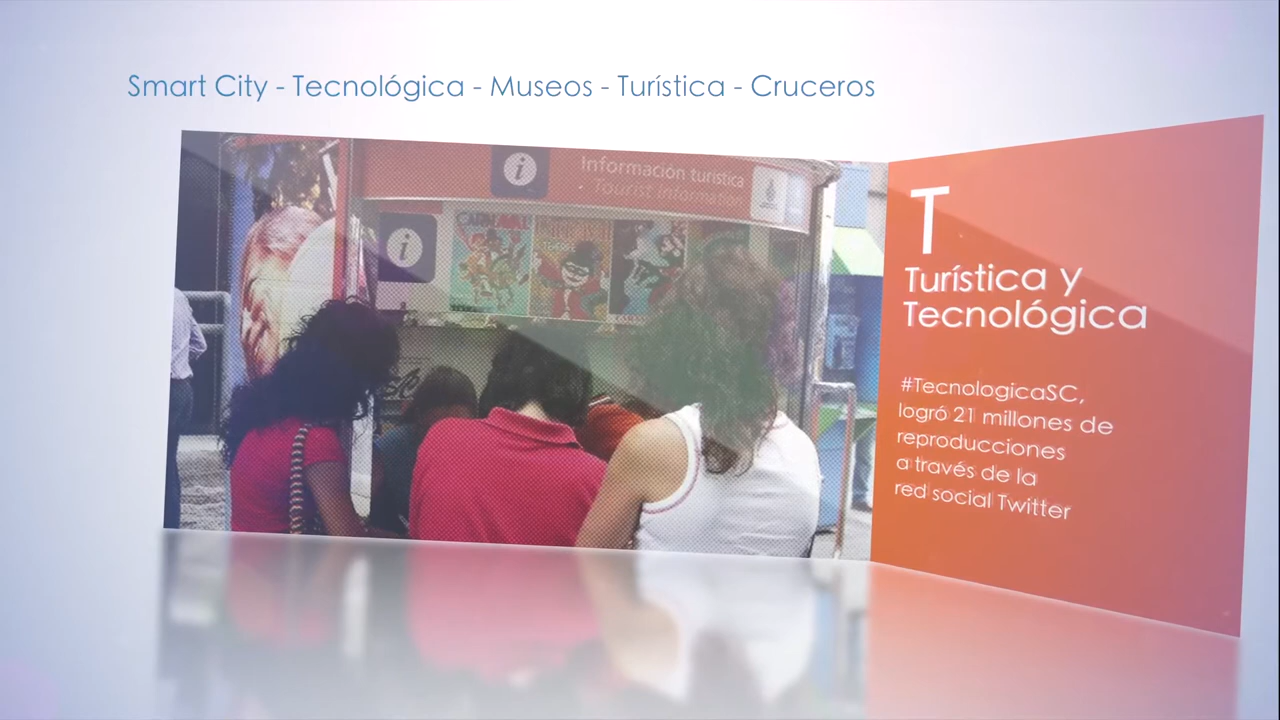 Smart City - Tecnológica - Museos - Turística - Cruceros
Información turística
Tourist Information
T
Turística y
Tecnológica
#TecnologicaSC,
logró 21 millones de
reproducciones
a través de la
red social Twitter